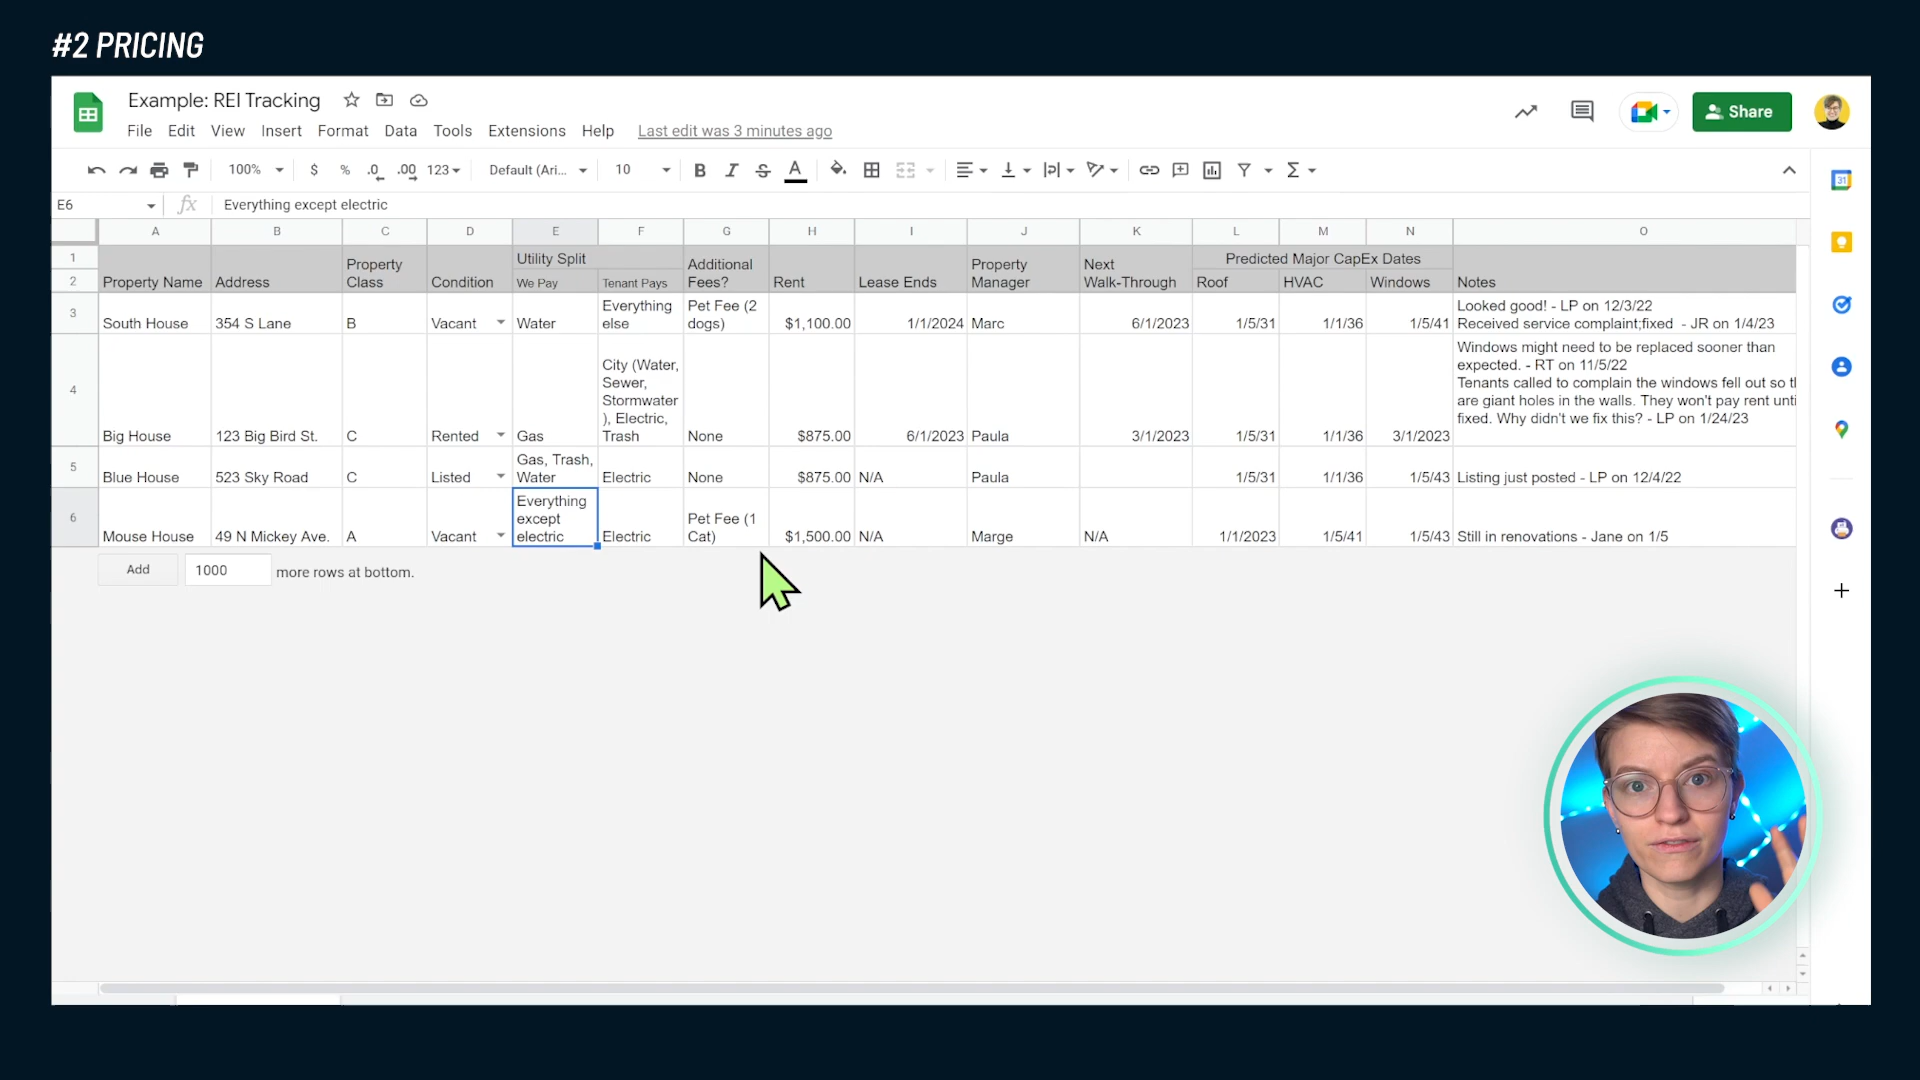 #2 PRICING
Example: REI Tracking
File Edit View Insert Format Data Tools Extensions Help Last edit was 3 minutes ago
Share
100% $ % .0 .00 123 Default (Ari... 10 B I S A
31
E6 fx Everything except electric
A B C D E F G H I J K L M N O
1 2 3 4 5 6
Property Name
Address
Property
Class
Condition
Utility Split
We Pay
Tenant Pays
Additional
Fees?
Rent
Lease Ends
Property
Manager
Next
Walk-Through
Predicted Major CapEx Dates
Roof
HVAC
Windows
Notes
South House
354 S Lane
B
Vacant
Water
Everything
else
Pet Fee (2
dogs)
$1,100.00
1/1/2024
Marc
6/1/2023
1/5/31
1/1/36
1/5/41
Looked good! - LP on 12/3/22
Received service complaint;fixed - JR on 1/4/23
Big House
123 Big Bird St.
C
Rented
Gas
City (Water,
Sewer,
Stormwater
), Electric,
Trash
None
$875.00
6/1/2023
Paula
3/1/2023
1/5/31
1/1/36
3/1/2023
Windows might need to be replaced sooner than
expected. - RT on 11/5/22
Tenants called to complain the windows fell out so th
are giant holes in the walls. They won't pay rent unti
fixed. Why didn't we fix this? - LP on 1/24/23
Blue House
523 Sky Road
C
Listed
Gas, Trash,
Water
Electric
None
$875.00
N/A
Paula
1/5/31
1/1/36
1/5/43
Listing just posted - LP on 12/4/22
Mouse House
49 N Mickey Ave.
A
Vacant
Everything
except
electric
Electric
Pet Fee (1
Cat)
$1,500.00
N/A
Marge
N/A
1/1/2023
1/5/41
1/5/43
Still in renovations - Jane on 1/5
Add 1000 more rows at bottom.